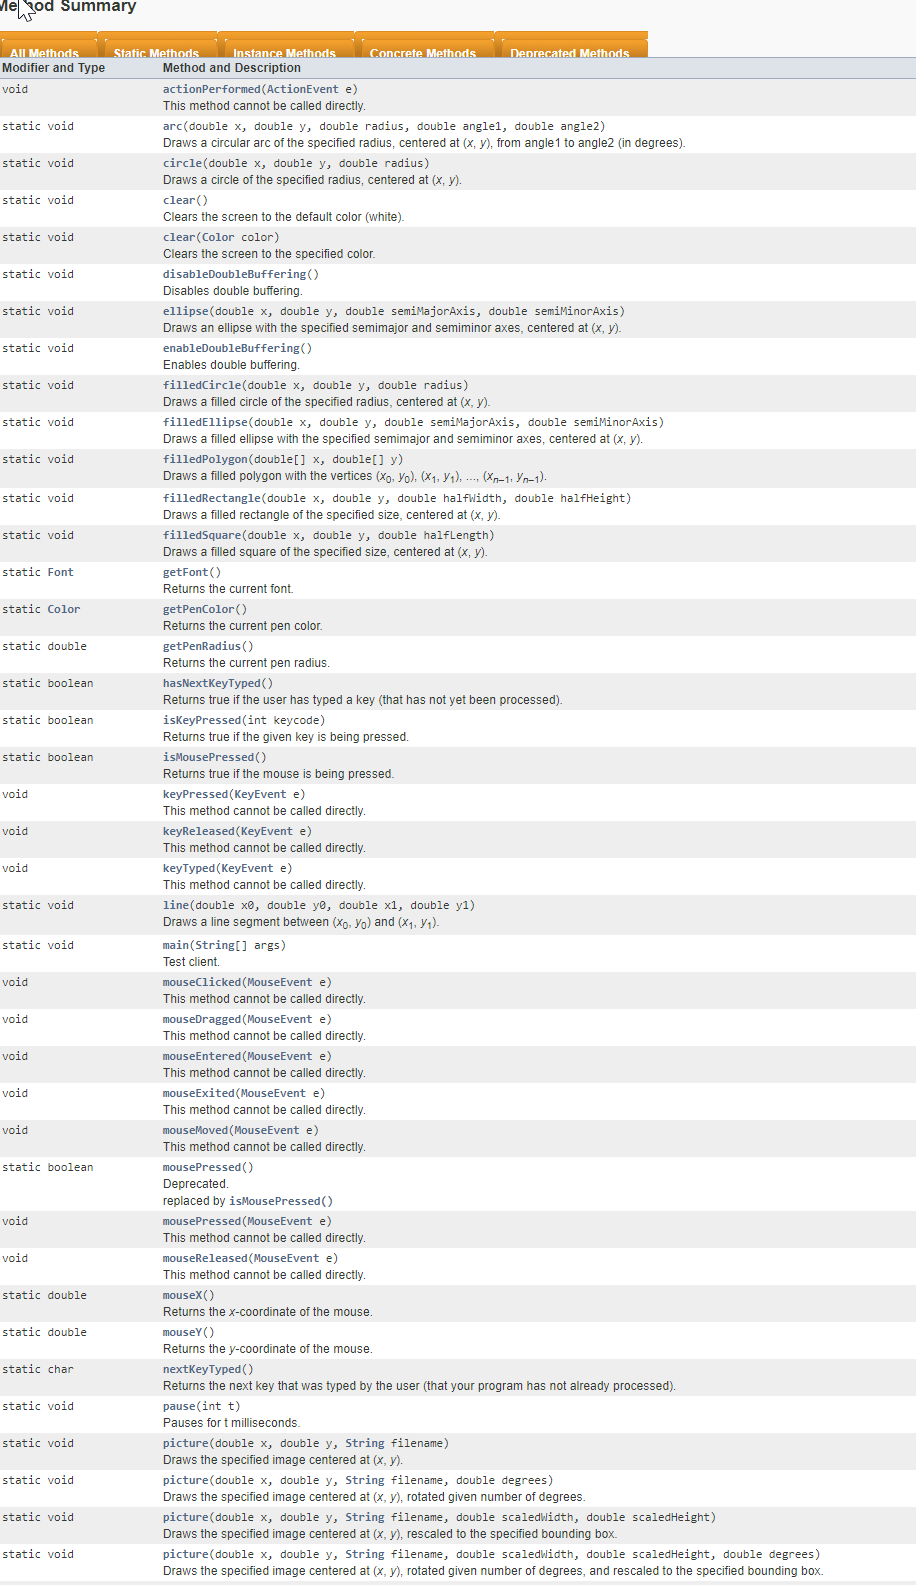 Method Summary
All Methods Static Methods Instance Methods Concrete Methods Deprecated Methods
Modifier and Type Method and Description
void actionPerformed(ActionEvent e)
This method cannot be called directly.
static void arc(double x, double y, double radius, double angle1, double angle2)
Draws a circular arc of the specified radius, centered at (x, y), from angle1 to angle2 (in degrees).
static void circle(double x, double y, double radius)
Draws a circle of the specified radius, centered at (x, y).
static void clear()
Clears the screen to the default color (white).
static void clear(Color color)
Clears the screen to the specified color.
static void disableDoubleBuffering()
Disables double buffering.
static void ellipse(double x, double y, double semiMajorAxis, double semiMinorAxis)
Draws an ellipse with the specified semimajor and semiminor axes, centered at (x, y).
static void enableDoubleBuffering()
Enables double buffering.
static void filledCircle(double x, double y, double radius)
Draws a filled circle of the specified radius, centered at (x, y).
static void filledEllipse(double x, double y, double semiMajorAxis, double semiMinorAxis)
Draws a filled ellipse with the specified semimajor and semiminor axes, centered at (x, y).
static void filledPolygon(double[] x, double[] y)
Draws a filled polygon with the vertices (x0, y0), (x1, y1), ..., (xn−1, yn−1).
static void filledRectangle(double x, double y, double halfWidth, double halfHeight)
Draws a filled rectangle of the specified size, centered at (x, y).
static void filledSquare(double x, double y, double halfLength)
Draws a filled square of the specified size, centered at (x, y).
static Font getFont()
Returns the current font.
static Color getPenColor()
Returns the current pen color.
static double getPenRadius()
Returns the current pen radius.
static boolean hasNextKeyTyped()
Returns true if the user has typed a key (that has not yet been processed).
static boolean isKeyPressed(int keycode)
Returns true if the given key is being pressed.
static boolean isMousePressed()
Returns true if the mouse is being pressed.
void keyPressed(KeyEvent e)
This method cannot be called directly.
void keyReleased(KeyEvent e)
This method cannot be called directly.
void keyTyped(KeyEvent e)
This method cannot be called directly.
static void line(double x0, double y0, double x1, double y1)
Draws a line segment between (x0, y0) and (x1, y1).
static void main(String[] args)
Test client.
void mouseClicked(MouseEvent e)
This method cannot be called directly.
void mouseDragged(MouseEvent e)
This method cannot be called directly.
void mouseEntered(MouseEvent e)
This method cannot be called directly.
void mouseExited(MouseEvent e)
This method cannot be called directly.
void mouseMoved(MouseEvent e)
This method cannot be called directly.
static boolean mousePressed()
Deprecated.
replaced by isMousePressed()
void mousePressed(MouseEvent e)
This method cannot be called directly.
void mouseReleased(MouseEvent e)
This method cannot be called directly.
static double mouseX()
Returns the x-coordinate of the mouse.
static double mouseY()
Returns the y-coordinate of the mouse.
static char nextKeyTyped()
Returns the next key that was typed by the user (that your program has not already processed).
static void pause(int t)
Pauses for t milliseconds.
static void picture(double x, double y, String filename)
Draws the specified image centered at (x, y).
static void picture(double x, double y, String filename, double degrees)
Draws the specified image centered at (x, y), rotated given number of degrees.
static void picture(double x, double y, String filename, double scaledWidth, double scaledHeight)
Draws the specified image centered at (x, y), rescaled to the specified bounding box.
static void picture(double x, double y, String filename, double scaledWidth, double scaledHeight, double degrees)
Draws the specified image centered at (x, y), rotated given number of degrees, and rescaled to the specified bounding box.